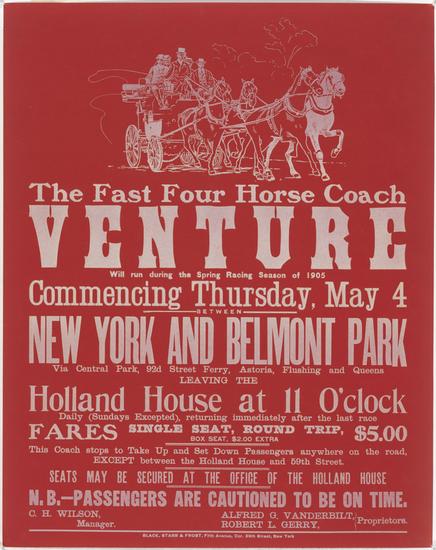 The Fast Four Horse Coach
VENTURE
Will run during the Spring Racing Season of 1905
Commencing Thursday, May 4
BETWEEN
NEW YORK AND BELMONT PARK
Via Central Park, 92d Street Ferry, Astoria, Flushing and Queens
LEAVING THE
Holland House at 11 O'clock
Daily (Sundays Excepted), returning immediately after the last race
FARES SINGLE SEAT, ROUND TRIP, $5.00
BOX SEAT, $2.00 EXTRA
This Coach stops to Take Up and Set Down Passengers anywhere on the road,
EXCEPT between the Holland House and 59th Street.
SEATS MAY BE SECURED AT THE OFFICE OF THE HOLLAND HOUSE
N. B.—PASSENGERS ARE CAUTIONED TO BE ON TIME.
C. H. WILSON,
Manager.
ALFRED G. VANDERBILT,
ROBERT L. GERRY,
Proprietors.
BLACK, STARR & FROST, Fifth Avenue, Cor. 39th Street, New York